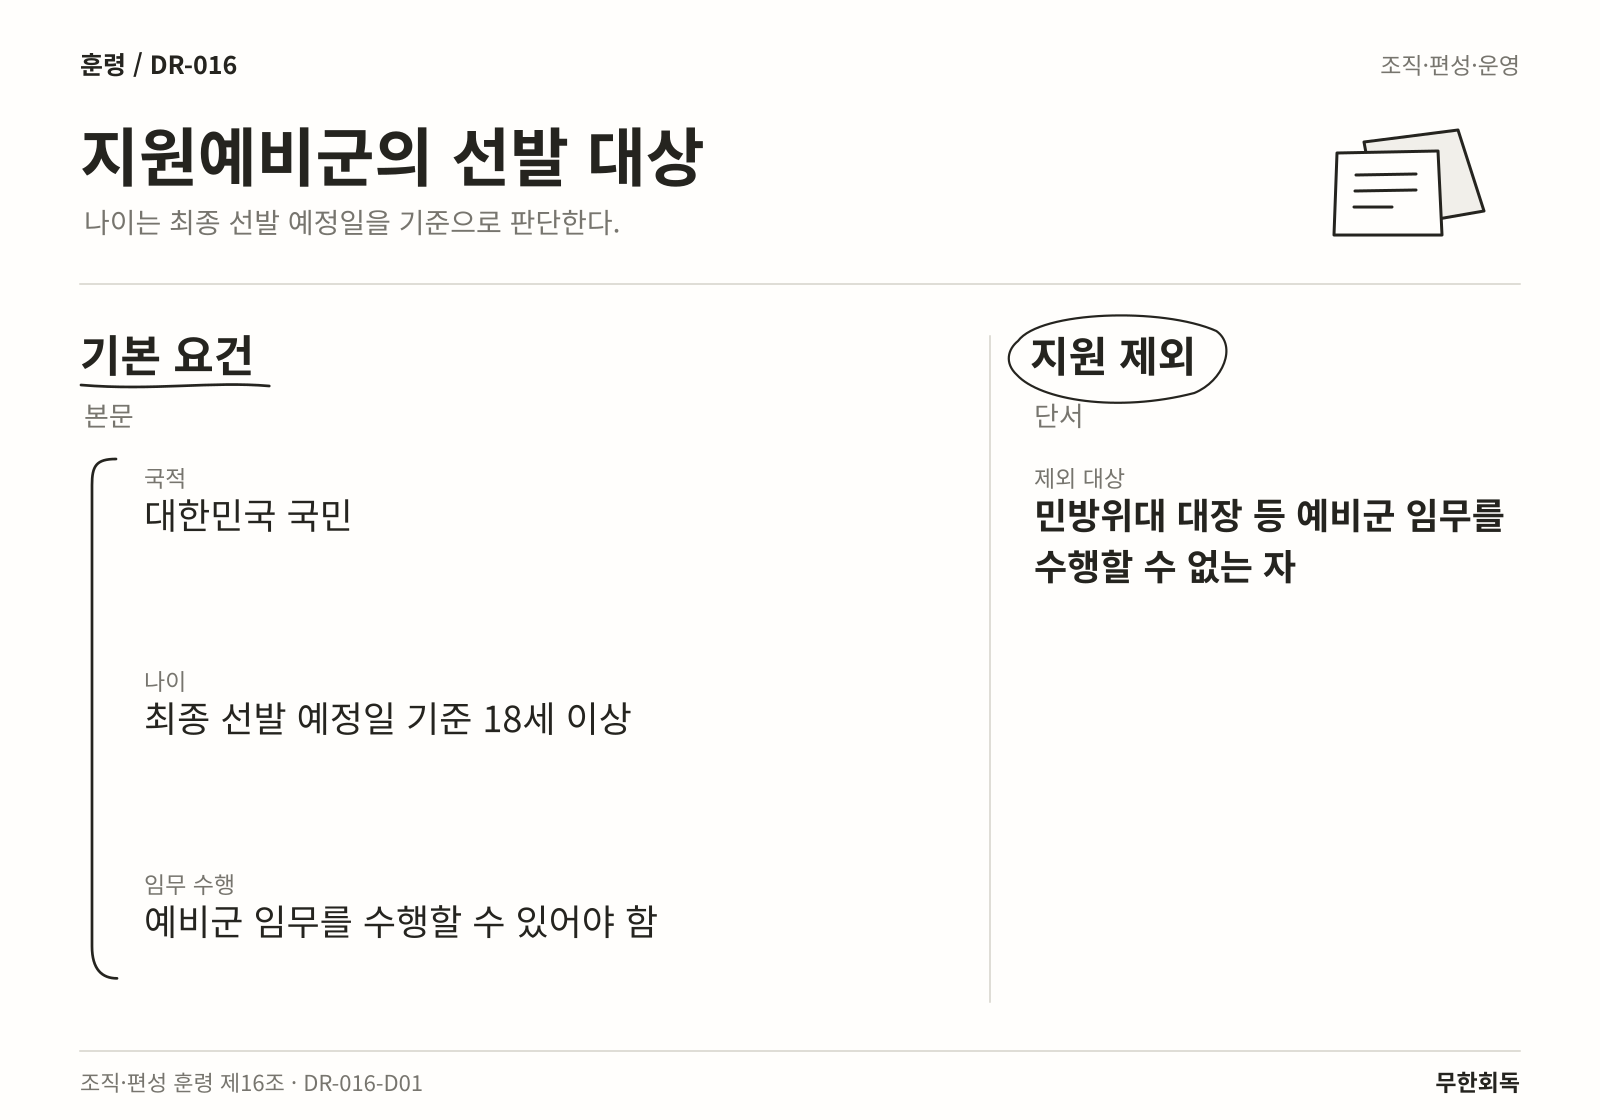 훈령 / DR-016
조직·편성·운영
지원예비군의 선발 대상
나이는 최종 선발 예정일을 기준으로 판단한다.
기본 요건
본문
국적
대한민국 국민
나이
최종 선발 예정일 기준 18세 이상
임무 수행
예비군 임무를 수행할 수 있어야 함
지원 제외
단서
제외 대상
민방위대 대장 등 예비군 임무를
수행할 수 없는 자
조직·편성 훈령 제16조 · DR-016-D01
무한회독